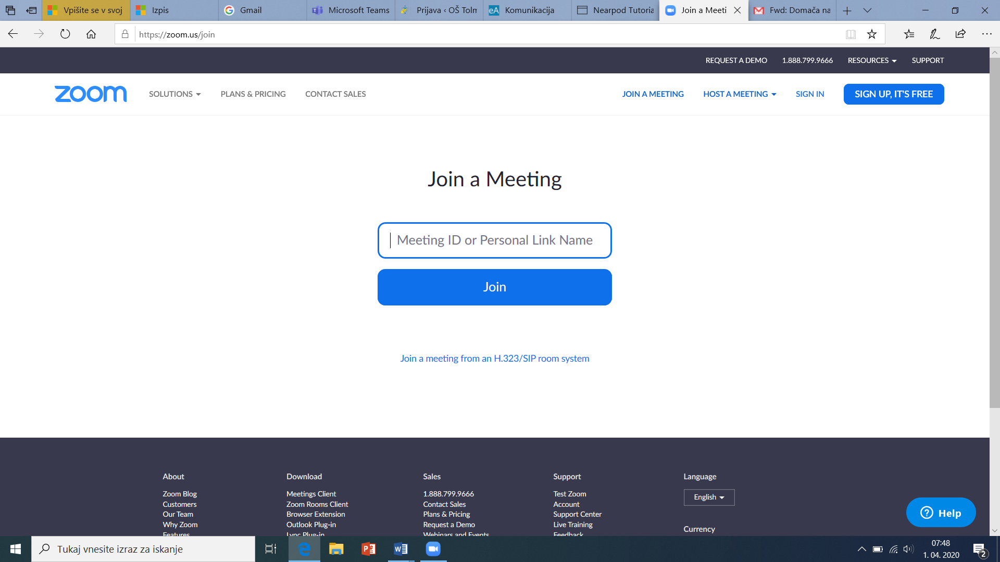 Vpišite se v svoj
Izpis
Gmail
Microsoft Teams
Prijava ‹ OŠ Tolm
eA Komunikacija
Nearpod Tutoria
Join a Meeti
Fwd: Domača na
https://zoom.us/join
REQUEST A DEMO 1.888.799.9666 RESOURCES SUPPORT
zoom SOLUTIONS PLANS & PRICING CONTACT SALES JOIN A MEETING HOST A MEETING SIGN IN SIGN UP, IT'S FREE
Join a Meeting
Meeting ID or Personal Link Name
Join
Join a meeting from an H.323/SIP room system
About
Zoom Blog
Customers
Our Team
Why Zoom
Features
Download
Meetings Client
Zoom Rooms Client
Browser Extension
Outlook Plug-in
Lync Plug-in
Sales
1.888.799.9666
Contact Sales
Plans & Pricing
Request a Demo
Webinars and Events
Support
Test Zoom
Account
Support Center
Live Training
Feedback
Language
English
Currency
Help
Tukaj vnesite izraz za iskanje
07:48
1. 04. 2020
2